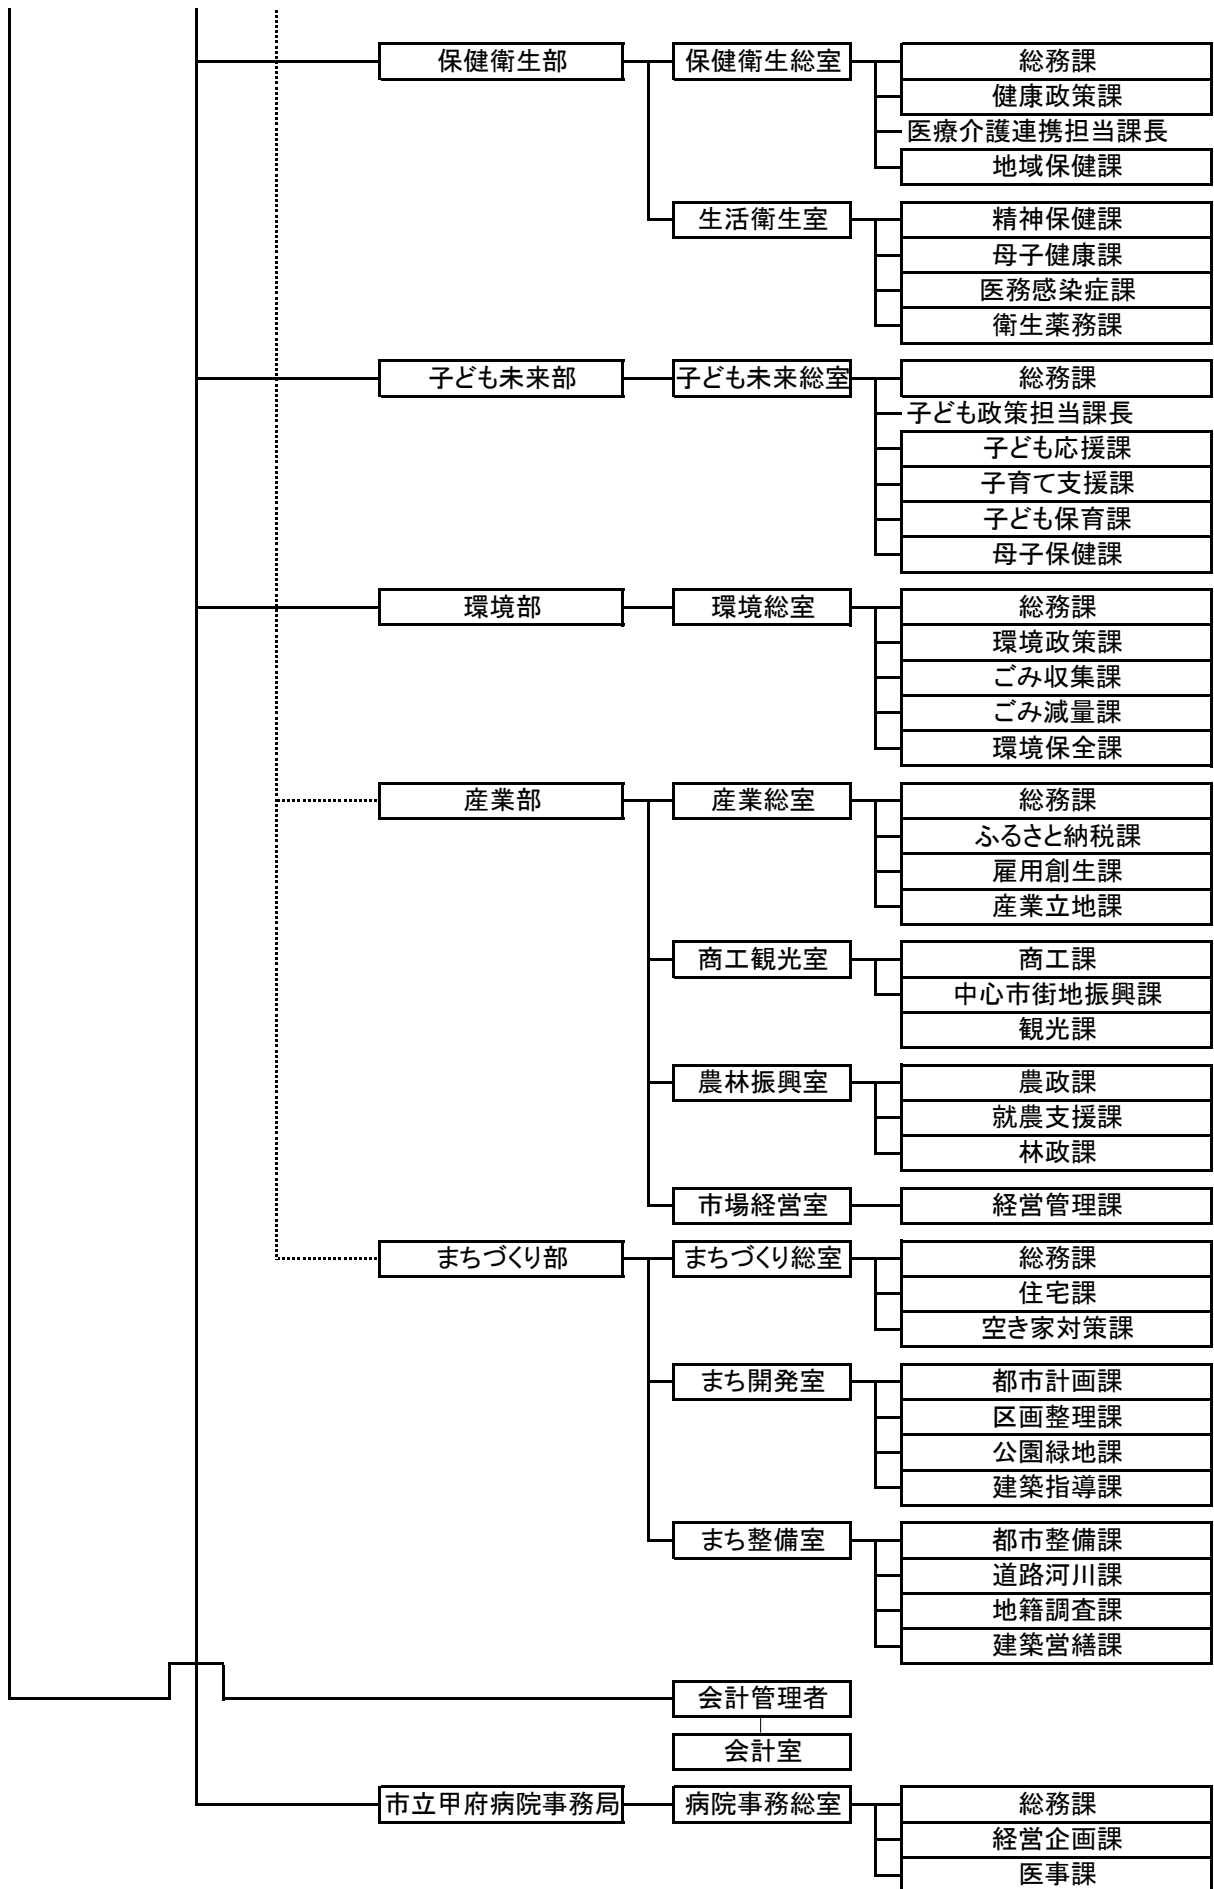 保健衛生部 保健衛生総室 総務課
健康政策課
医療介護連携担当課長
地域保健課
生活衛生室 精神保健課
母子健康課
医務感染症課
衛生薬務課
子ども未来部 子ども未来総室 総務課
子ども政策担当課長
子ども応援課
子育て支援課
子ども保育課
母子保健課
環境部 環境総室 総務課
環境政策課
ごみ収集課
ごみ減量課
環境保全課
産業部 産業総室 総務課
ふるさと納税課
雇用創生課
産業立地課
商工観光室 商工課
中心市街地振興課
観光課
農林振興室 農政課
就農支援課
林政課
市場経営室 経営管理課
まちづくり部 まちづくり総室 総務課
住宅課
空き家対策課
まち開発室 都市計画課
区画整理課
公園緑地課
建築指導課
まち整備室 都市整備課
道路河川課
地籍調査課
建築営繕課
会計管理者
会計室
市立甲府病院事務局 病院事務総室 総務課
経営企画課
医事課